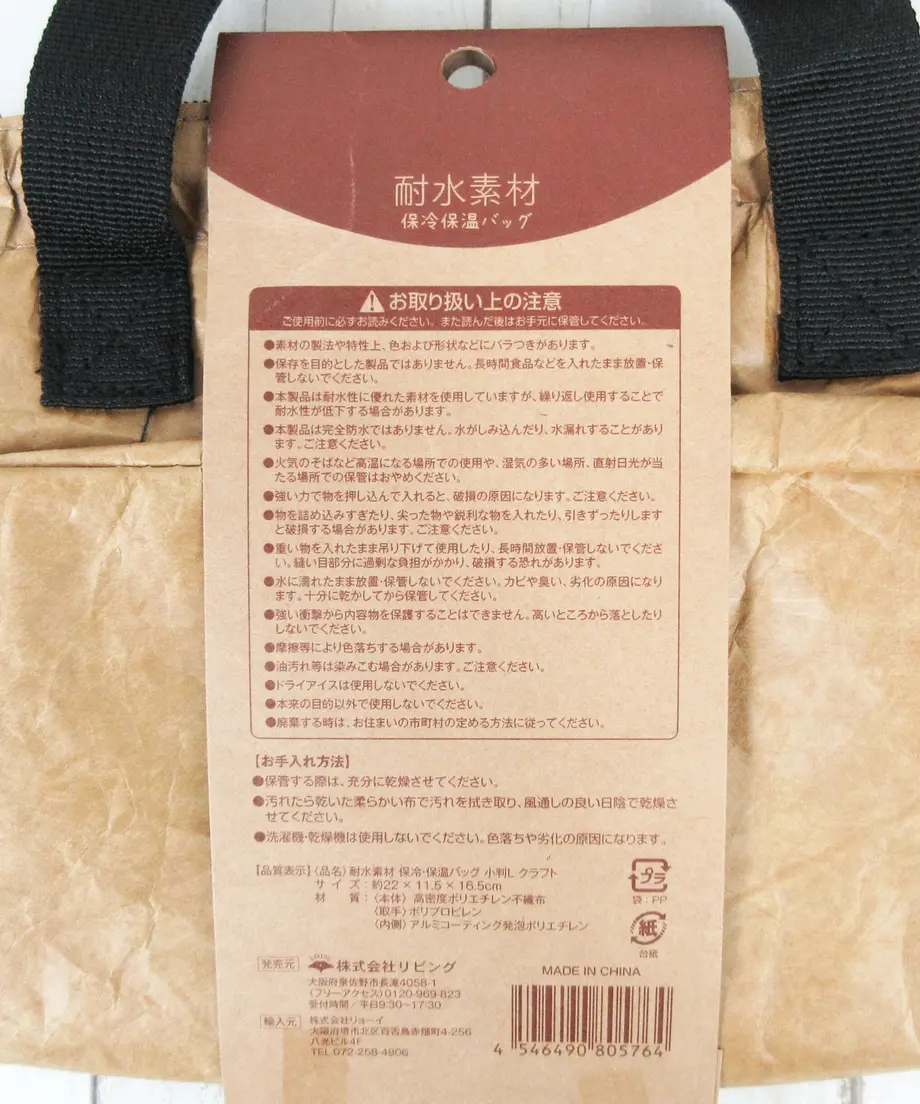 耐水素材
保冷保温バッグ
お取り扱い上の注意
ご使用前に必ずお読みください。また読んだ後はお手元に保管してください。
●素材の製法や特性上、色および形状などにバラつきがあります。
●保存を目的とした製品ではありません。長時間食品などを入れたまま放置・保
管しないでください。
●本製品は耐水性に優れた素材を使用していますが、繰り返し使用することで
耐水性が低下する場合があります。
●本製品は完全防水ではありません。水がしみ込んだり、水漏れすることがあり
ます。ご注意ください。
●火気のそばなど高温になる場所での使用や、湿気の多い場所、直射日光が当
たる場所での保管はおやめください。
●強い力で物を押し込んで入れると、破損の原因になります。ご注意ください。
●物を詰め込みすぎたり、尖った物や鋭利な物を入れたり、引きずったりします
と破損する場合があります。ご注意ください。
●重い物を入れたまま吊り下げて使用したり、長時間放置・保管しないでくださ
い。縫い目部分に過剰な負担がかかり、破損する恐れがあります。
●水に濡れたまま放置・保管しないでください。カビや臭い、劣化の原因になり
ます。十分に乾かしてから保管してください。
●強い衝撃から内容物を保護することはできません。高いところから落としたり
しないでください。
●摩擦等により色落ちする場合があります。
●油汚れ等は染みこむ場合があります。ご注意ください。
●ドライアイスは使用しないでください。
●本来の目的以外で使用しないでください。
●廃棄する時は、お住まいの市町村の定める方法に従ってください。
【お手入れ方法】
●保管する際は、充分に乾燥させてください。
●汚れたら乾いた柔らかい布で汚れを拭き取り、風通しの良い日陰で乾燥さ
せてください。
●洗濯機・乾燥機は使用しないでください。色落ちや劣化の原因になります。
【品質表示】〈品名〉耐水素材 保冷・保温バッグ 小判L クラフト
サイズ：約22×11.5×16.5cm
材質：〈本体〉高密度ポリエチレン不織布
〈取手〉ポリプロピレン
〈内側〉アルミコーティング発泡ポリエチレン
プラ
袋：PP
紙
台紙
発売元 株式会社リビング
大阪府泉佐野市長滝4058-1
〈フリーアクセス〉0120-969-823
受付時間／平日9:30~17:30
輸入元 株式会社リョーイ
大阪府堺市北区百舌鳥赤畑町4-256
八光ビル4F
TEL.072-258-4806
MADE IN CHINA
4 546490 805764